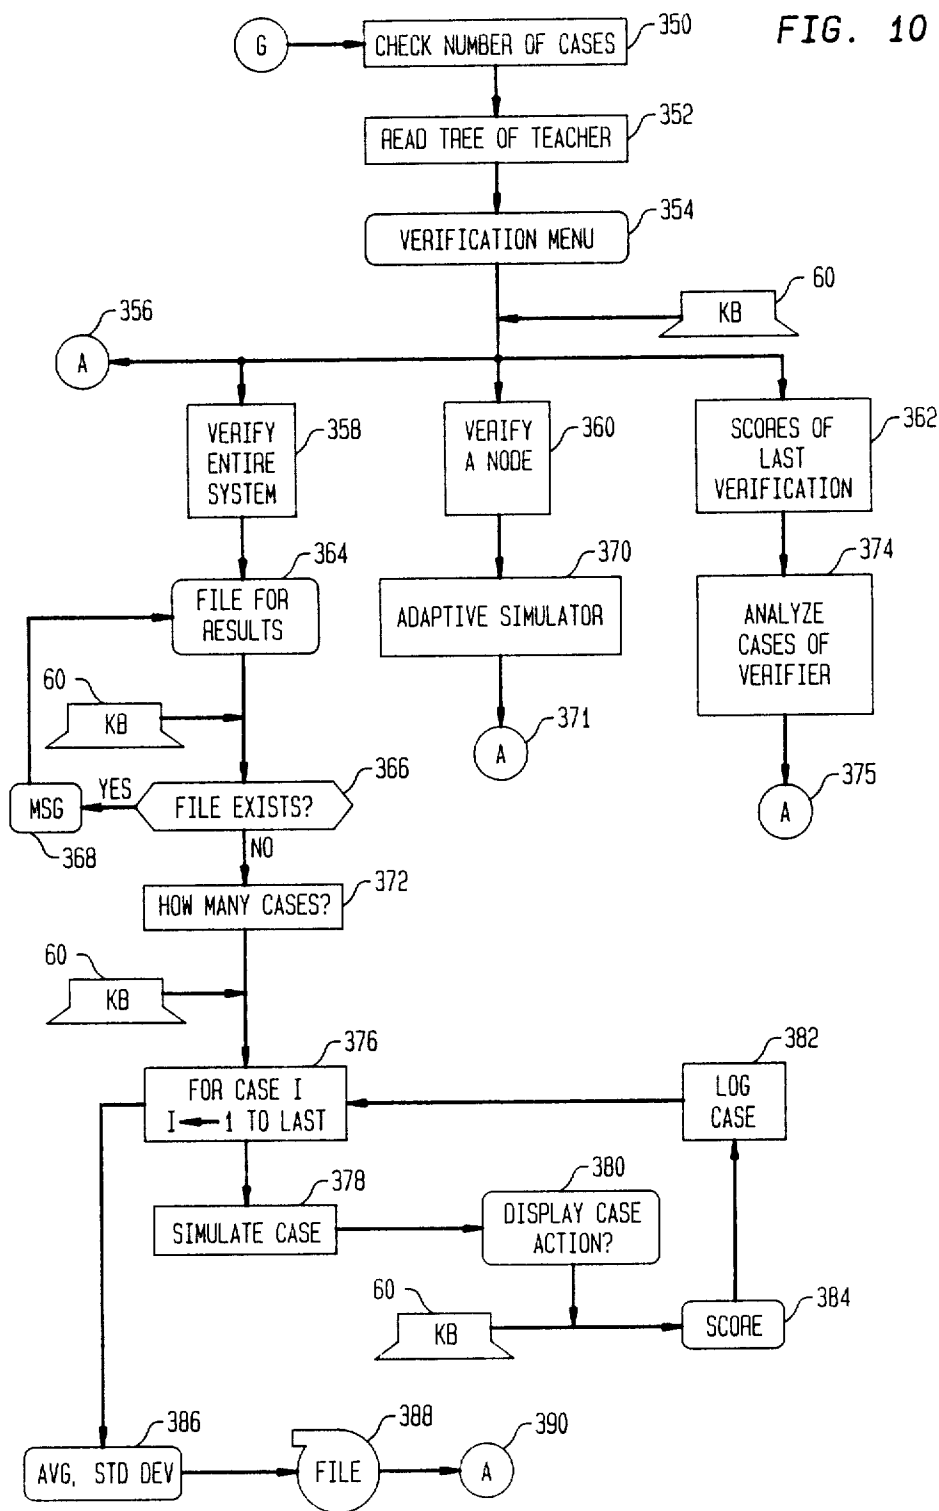 FIG. 10
G
CHECK NUMBER OF CASES
350
READ TREE OF TEACHER
352
VERIFICATION MENU
354
60
KB
356
A
VERIFY
ENTIRE
SYSTEM
358
VERIFY
A NODE
360
SCORES OF
LAST
VERIFICATION
362
364
FILE FOR
RESULTS
370
ADAPTIVE SIMULATOR
374
ANALYZE
CASES OF
VERIFIER
60
KB
A
371
366
YES
MSG
FILE EXISTS?
A
375
368
NO
372
HOW MANY CASES?
60
KB
376
FOR CASE I
I ← 1 TO LAST
382
LOG
CASE
378
SIMULATE CASE
380
DISPLAY CASE
ACTION?
60
KB
SCORE
384
386
AVG, STD DEV
388
FILE
390
A